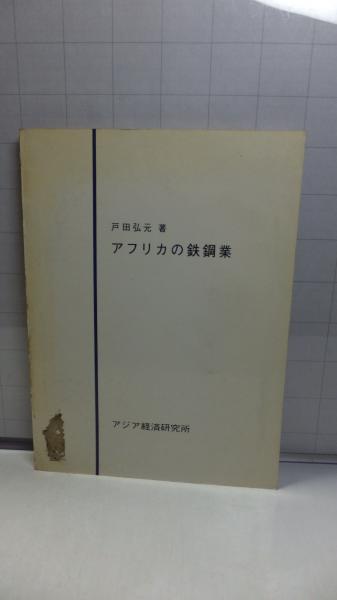 戸田弘元 著
アフリカの鉄鋼業
アジア経済研究所